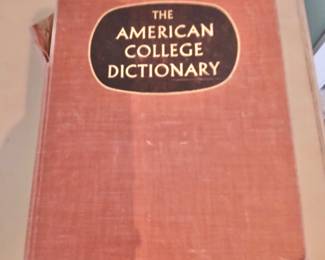 THE
AMERICAN
COLLEGE
DICTIONARY